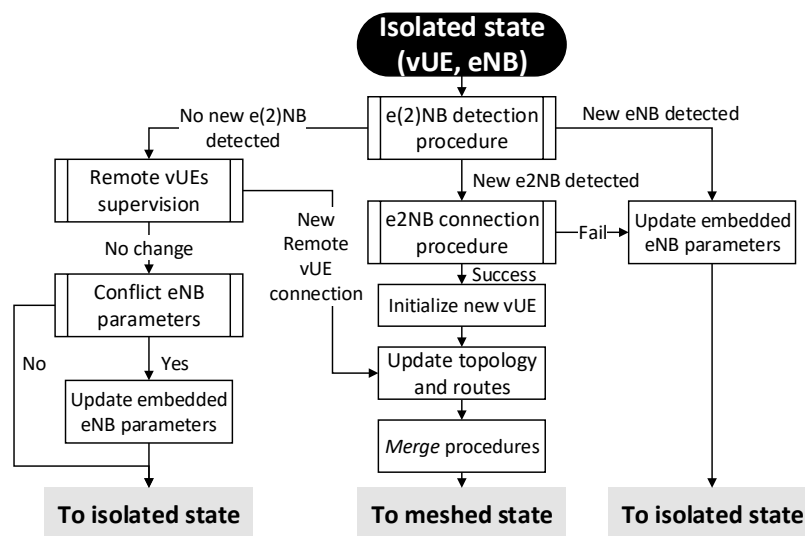 Isolated state
(vUE, eNB)
No new e(2)NB
detected
e(2)NB detection
procedure
New eNB detected
New e2NB detected
Remote vUEs
supervision
New
Remote
vUE
connection
e2NB connection
procedure
Fail
Update embedded
eNB parameters
No change
Success
Conflict eNB
parameters
Initialize new vUE
No
Yes
Update topology
and routes
Update embedded
eNB parameters
Merge procedures
To isolated state
To meshed state
To isolated state